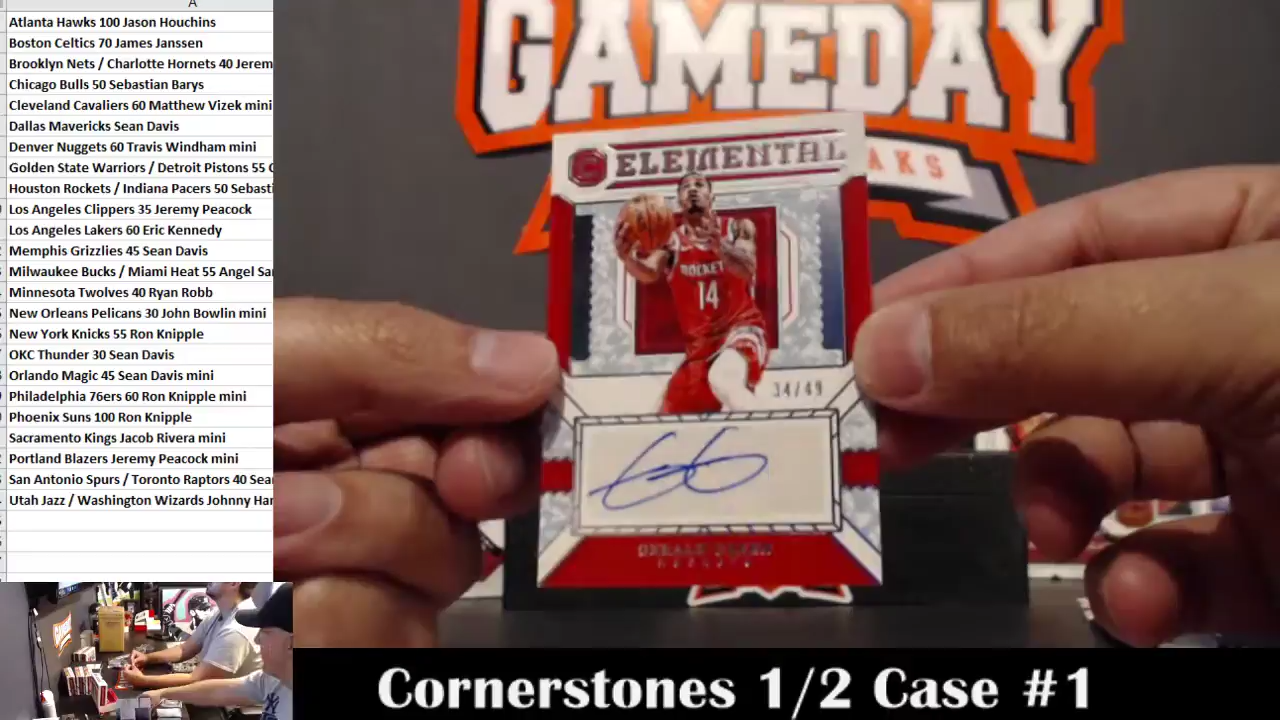 A
Atlanta Hawks 100 Jason Houchins
Boston Celtics 70 James Janssen
Brooklyn Nets / Charlotte Hornets 40 Jerem
Chicago Bulls 50 Sebastian Barys
Cleveland Cavaliers 60 Matthew Vizek mini
Dallas Mavericks Sean Davis
Denver Nuggets 60 Travis Windham mini
Golden State Warriors / Detroit Pistons 55
Houston Rockets / Indiana Pacers 50 Sebasti
Los Angeles Clippers 35 Jeremy Peacock
Los Angeles Lakers 60 Eric Kennedy
Memphis Grizzlies 45 Sean Davis
Milwaukee Bucks / Miami Heat 55 Angel San
Minnesota Twolves 40 Ryan Robb
New Orleans Pelicans 30 John Bowlin mini
New York Knicks 55 Ron Knipple
OKC Thunder 30 Sean Davis
Orlando Magic 45 Sean Davis mini
Philadelphia 76ers 60 Ron Knipple mini
Phoenix Suns 100 Ron Knipple
Sacramento Kings Jacob Rivera mini
Portland Blazers Jeremy Peacock mini
San Antonio Spurs / Toronto Raptors 40 Sea
Utah Jazz / Washington Wizards Johnny Har
GAMEDAY
AKS
C ELEMENTAL
ROCKET
14
34/49
GERALD GREEN
Cornerstones 1/2 Case #1